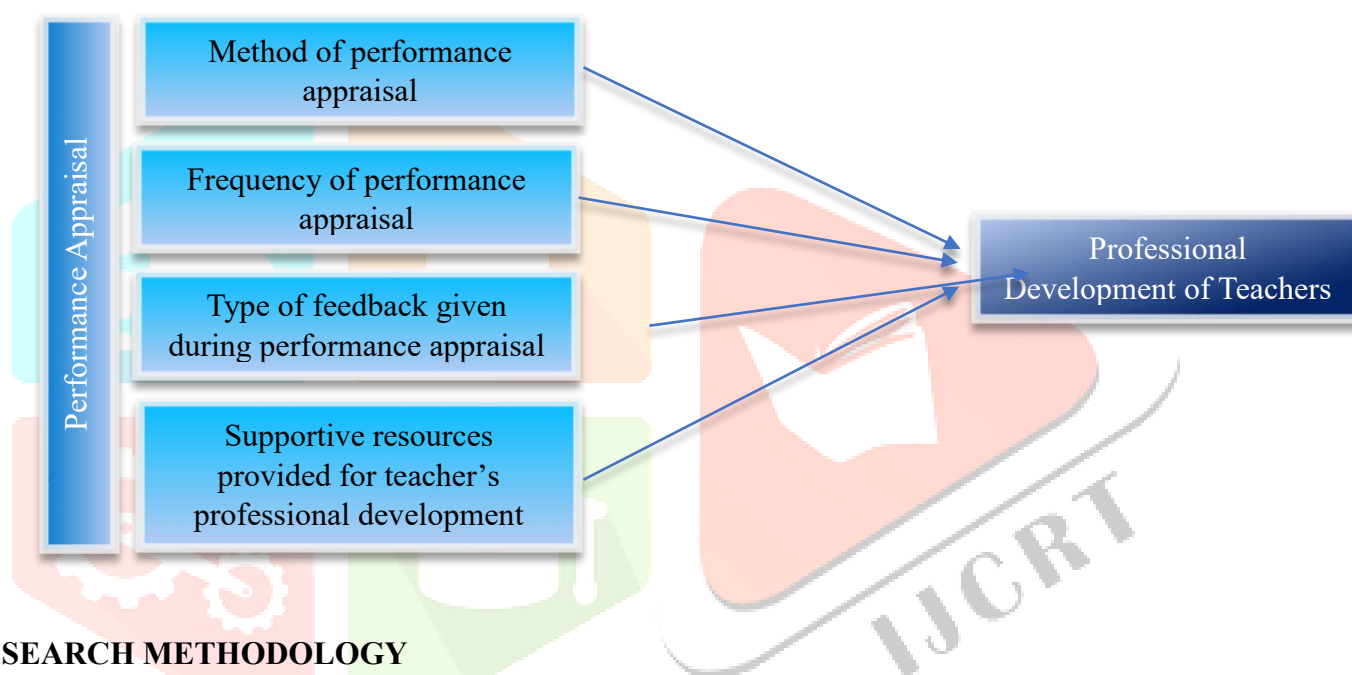 Performance Appraisal
Method of performance
appraisal
Frequency of performance
appraisal
Type of feedback given
during performance appraisal
Supportive resources
provided for teacher’s
professional development
Professional
Development of Teachers
IJCRT
SEARCH METHODOLOGY